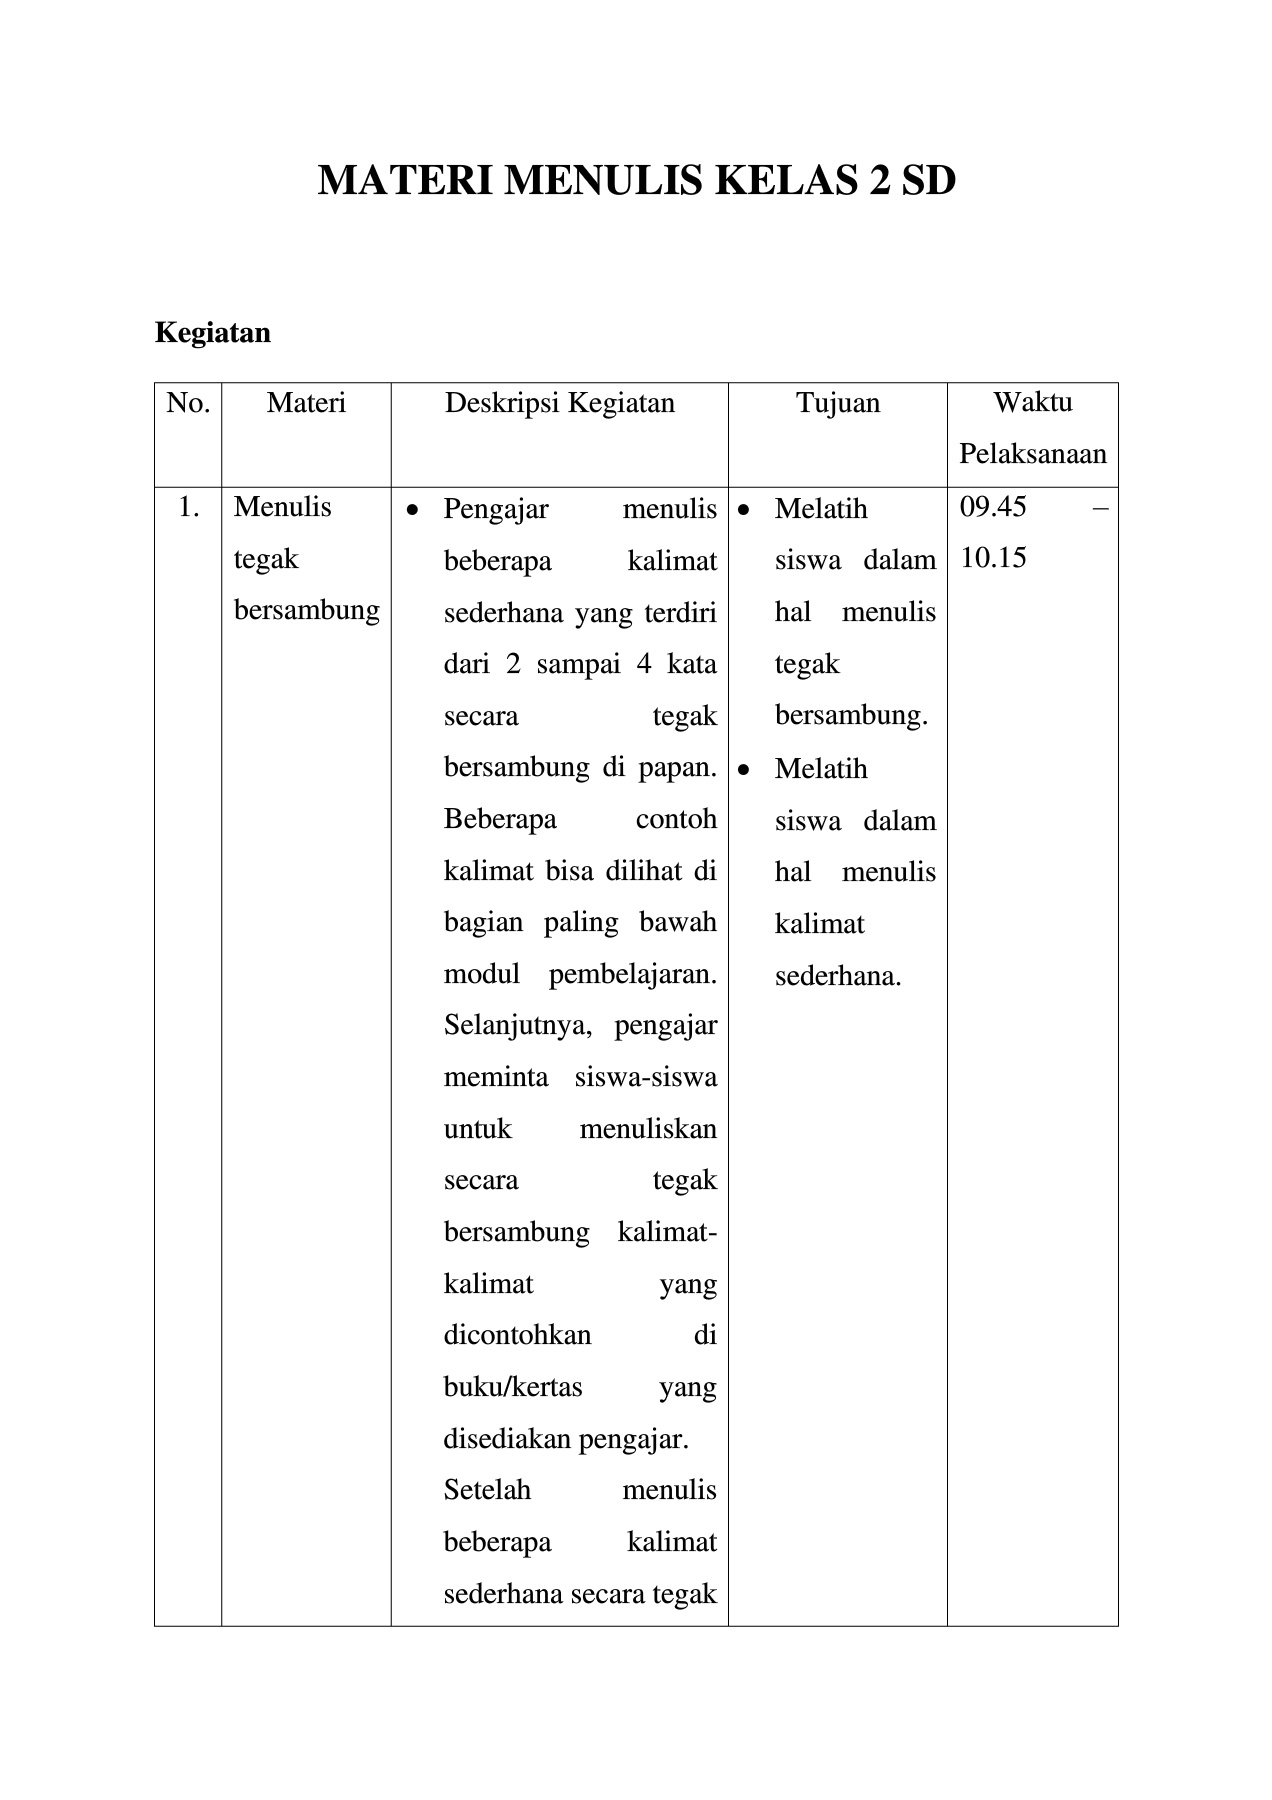 MATERI MENULIS KELAS 2 SD
Kegiatan
No.
Materi
Deskripsi Kegiatan
Tujuan
Waktu
Pelaksanaan
1.
Menulis
tegak
bersambung
• Pengajar menulis
beberapa kalimat
sederhana yang terdiri
dari 2 sampai 4 kata
secara tegak
bersambung di papan.
Beberapa contoh
kalimat bisa dilihat di
bagian paling bawah
modul pembelajaran.
Selanjutnya, pengajar
meminta siswa-siswa
untuk menuliskan
secara tegak
bersambung kalimat-
kalimat yang
dicontohkan di
buku/kertas yang
disediakan pengajar.
Setelah menulis
beberapa kalimat
sederhana secara tegak
• Melatih
siswa dalam
hal menulis
tegak
bersambung.
• Melatih
siswa dalam
hal menulis
kalimat
sederhana.
09.45 –
10.15